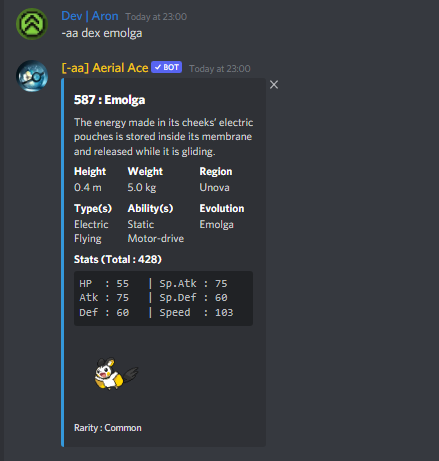 Dev | Aron Today at 23:00
-aa dex emolga
[-aa] Aerial Ace ✓ BOT Today at 23:00
587 : Emolga
The energy made in its cheeks' electric
pouches is stored inside its membrane
and released while it is gliding.
Height Weight Region
0.4 m 5.0 kg Unova
Type(s) Ability(s) Evolution
Electric Static Emolga
Flying Motor-drive
Stats (Total : 428)
HP : 55 | Sp.Atk : 75
Atk : 75 | Sp.Def : 60
Def : 60 | Speed : 103
Rarity : Common